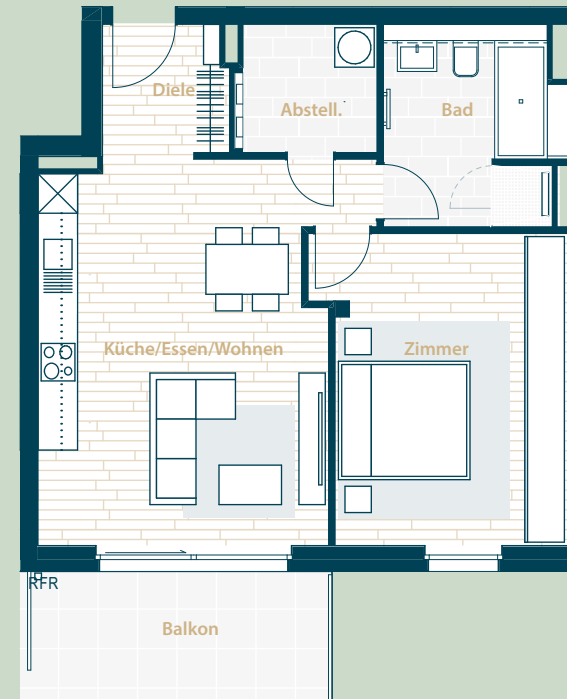 Diele
Abstell.
Bad
Küche/Essen/Wohnen
Zimmer
RFR
Balkon